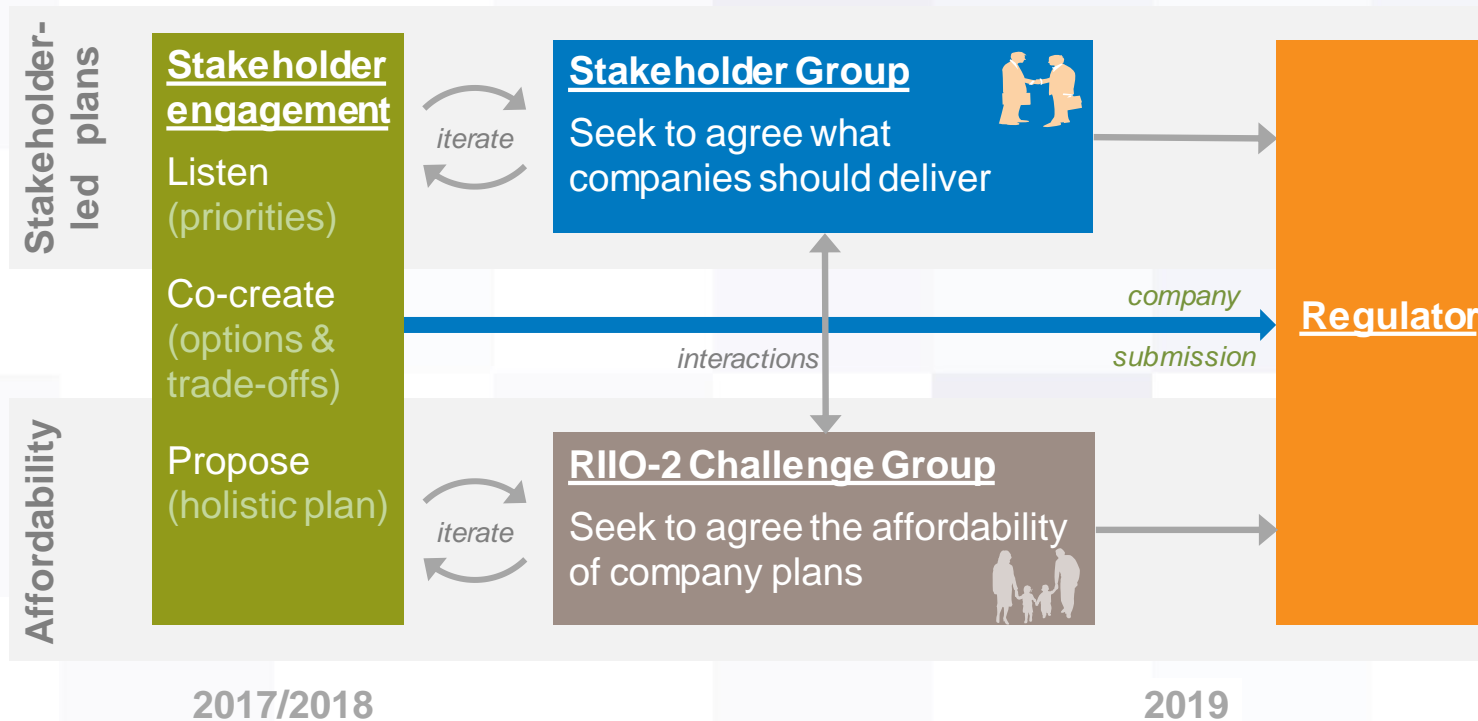 Stakeholder-
led plans
Stakeholder
engagement
Listen
(priorities)
Co-create
(options &
trade-offs)
Propose
(holistic plan)
iterate
Stakeholder Group
Seek to agree what
companies should deliver
company
submission
interactions
Regulator
Affordability
iterate
RIIO-2 Challenge Group
Seek to agree the affordability
of company plans
2017/2018
2019